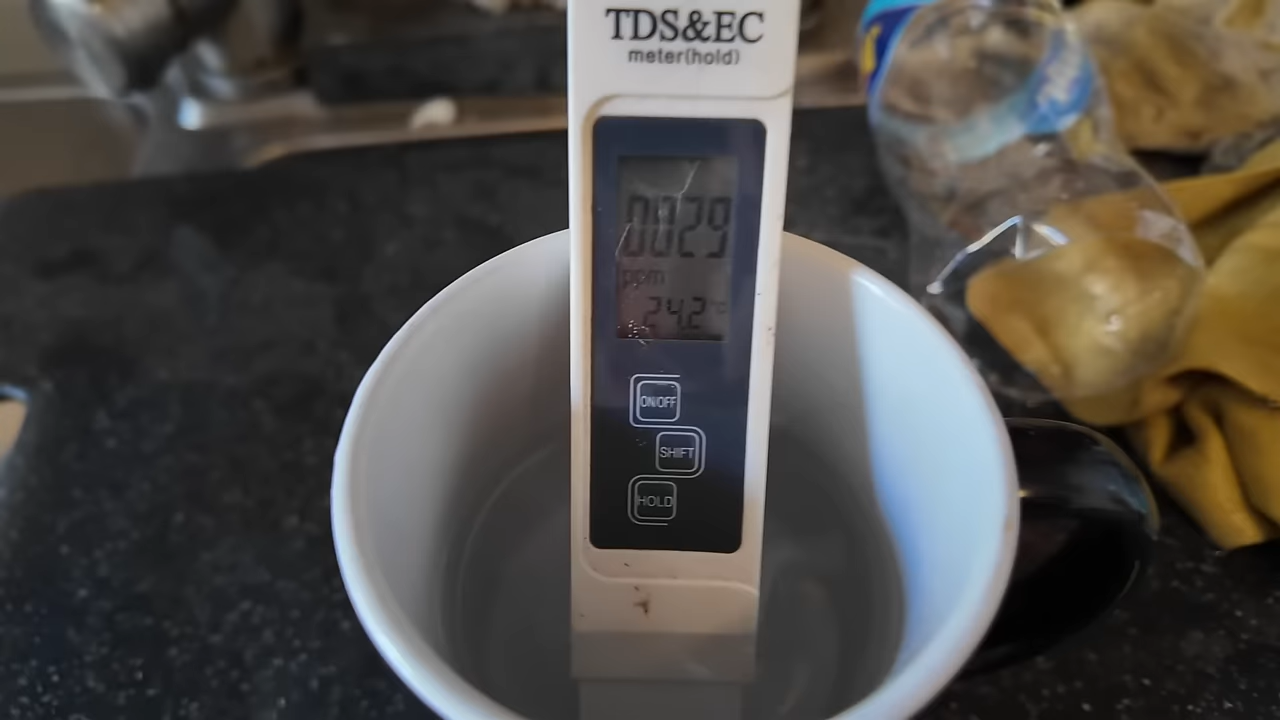 TDS&EC
meter(hold)
0029
ppm
24.2
ON/OFF
SHIFT
HOLD